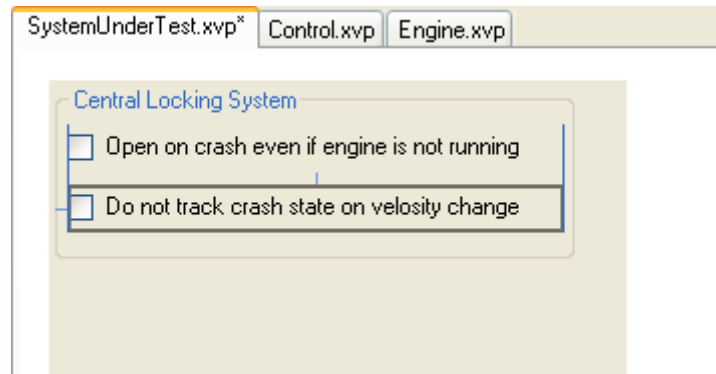 SystemUnderTest.xvp* Control.xvp Engine.xvp
Central Locking System
Open on crash even if engine is not running
Do not track crash state on velosity change